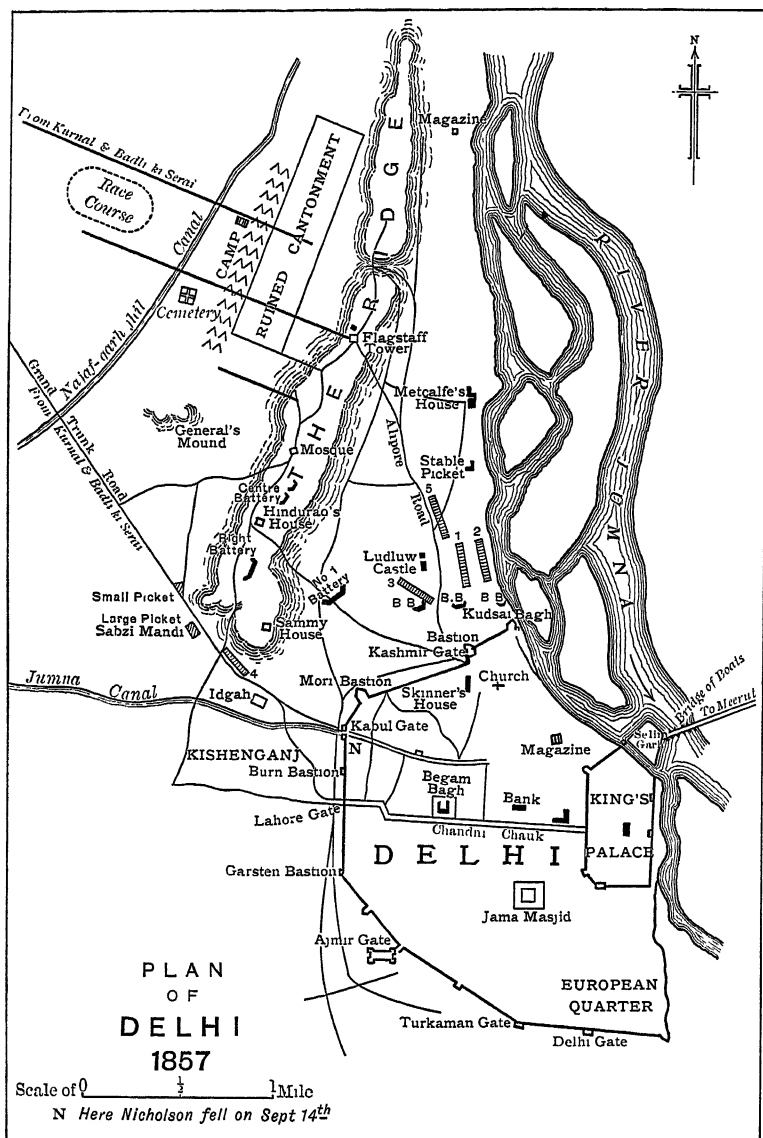 N
From Kurnal & Badli ki Serai
Race
Course
Canal
Najaf-garh Jhil
CAMP
RUINED CANTONMENT
Cemetery
THE RIDGE
Magazine
RIVER JUMNA
Flagstaff
Tower
Metcalfe's
House
Grand Trunk Road
From Kurnal & Badli ki Serai
General's
Mound
Mosque
Alipore Road
Stable
Picket
Centre
Battery
Hindurao's
House
5
1
2
Right
Battery
Ludluw
Castle
No 1
Battery
3
B B
B.B
B B
Small Picket
Large Picket
Sabzi Mandi
Sammy
House
Kudsai Bagh
Bastion
Kashmir Gate
4
Jumna Canal
Idgah
Mori Bastion
Skinner's
House
Church
Bridge of Boats
To Meerut
Kabul Gate
N
Magazine
Selim
Garh
KISHENGANJ
Burn Bastion
Begam
Bagh
Bank
KING'S
PALACE
Lahore Gate
Chandni Chauk
DELHI
Garsten Bastion
Jama Masjid
Ajmir Gate
EUROPEAN
QUARTER
Turkaman Gate
Delhi Gate
PLAN
OF
DELHI
1857
Scale of 0 ½ 1 Mile
N Here Nicholson fell on Sept 14th